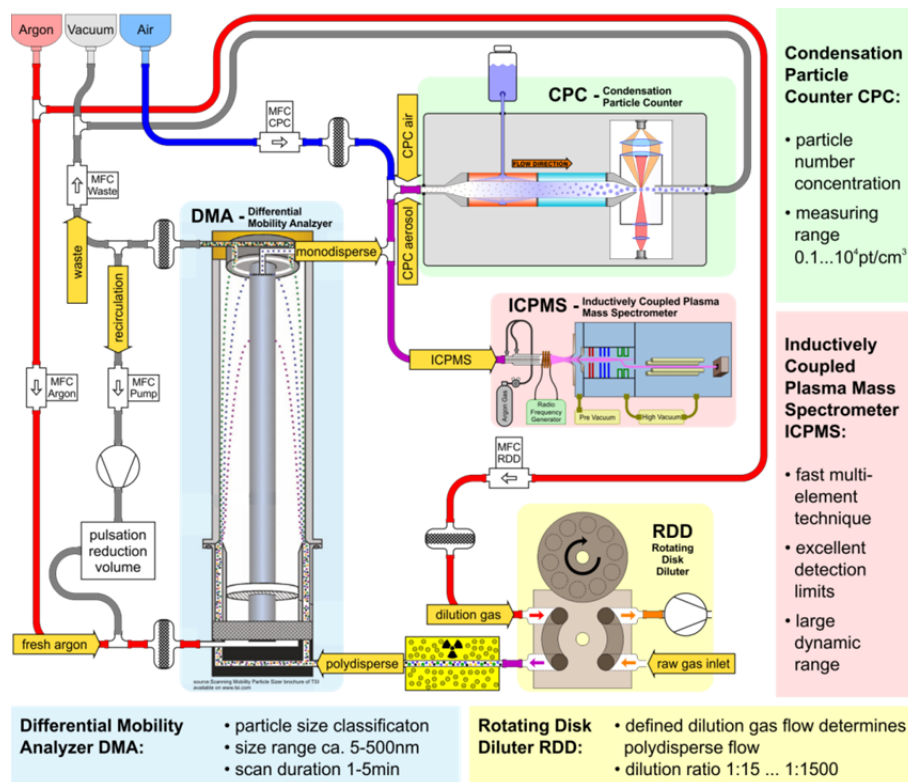 Argon
Vacuum
Air
MFC
CPC
CPC air
CPC - Condensation
Particle Counter
FLOW DIRECTION
MFC
Waste
waste
recirculation
DMA - Differential
Mobility Analzyer
monodisperse
CPC aerosol
ICPMS - Inductively Coupled Plasma
Mass Spectrometer
ICPMS
Argon Gas
Radio
Frequency
Generator
Pre Vacuum
High Vacuum
MFC
Argon
MFC
Pump
MFC
RDD
pulsation
reduction
volume
RDD
Rotating
Disk
Diluter
dilution gas
fresh argon
polydisperse
raw gas inlet
source Scanning Mobility Particle Sizer brochure of TSI
available on www.tsi.com
Condensation
Particle
Counter CPC:
• particle
number
concentration
• measuring
range
0.1...10⁴pt/cm³
Inductively
Coupled
Plasma Mass
Spectrometer
ICPMS:
• fast multi-
element
technique
• excellent
detection
limits
• large
dynamic
range
Differential Mobility
Analyzer DMA:
• particle size classificaton
• size range ca. 5-500nm
• scan duration 1-5min
Rotating Disk
Diluter RDD:
• defined dilution gas flow determines
polydisperse flow
• dilution ratio 1:15 ... 1:1500